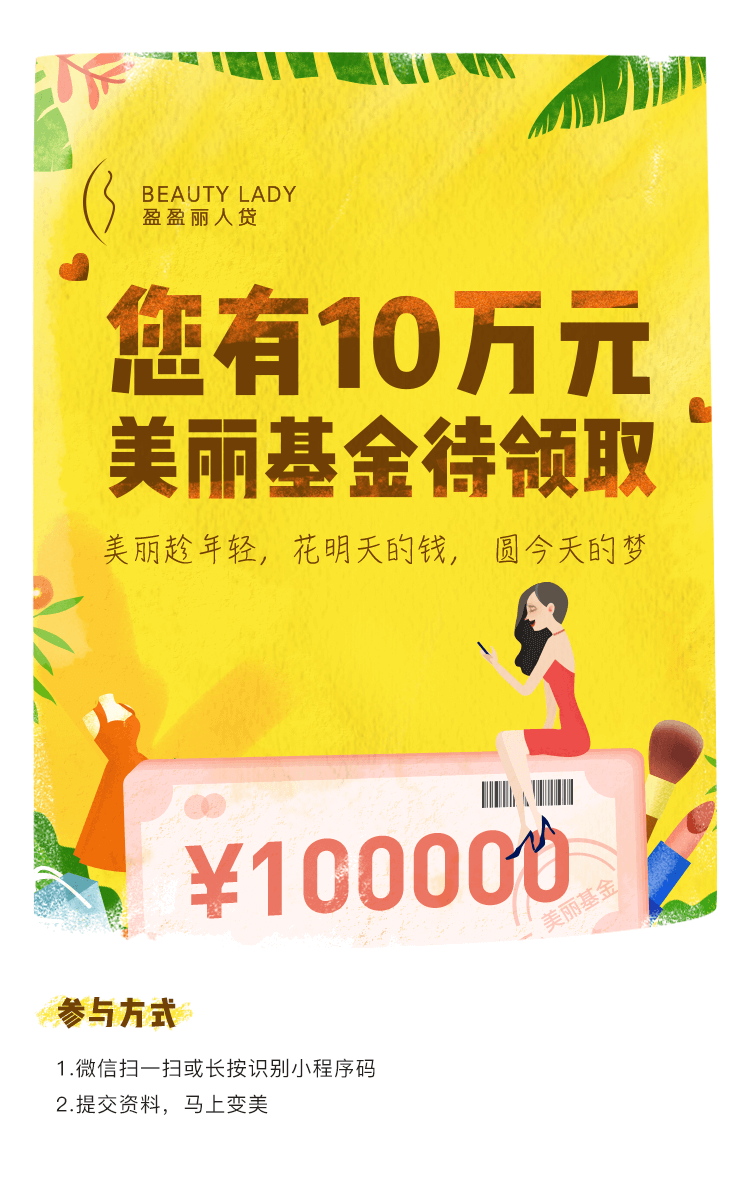 BEAUTY LADY
盈盈丽人贷
您有10万元
美丽基金待领取
美丽趁年轻，花明天的钱， 圆今天的梦
¥100000
美丽基金
参与方式
1.微信扫一扫或长按识别小程序码
2.提交资料，马上变美